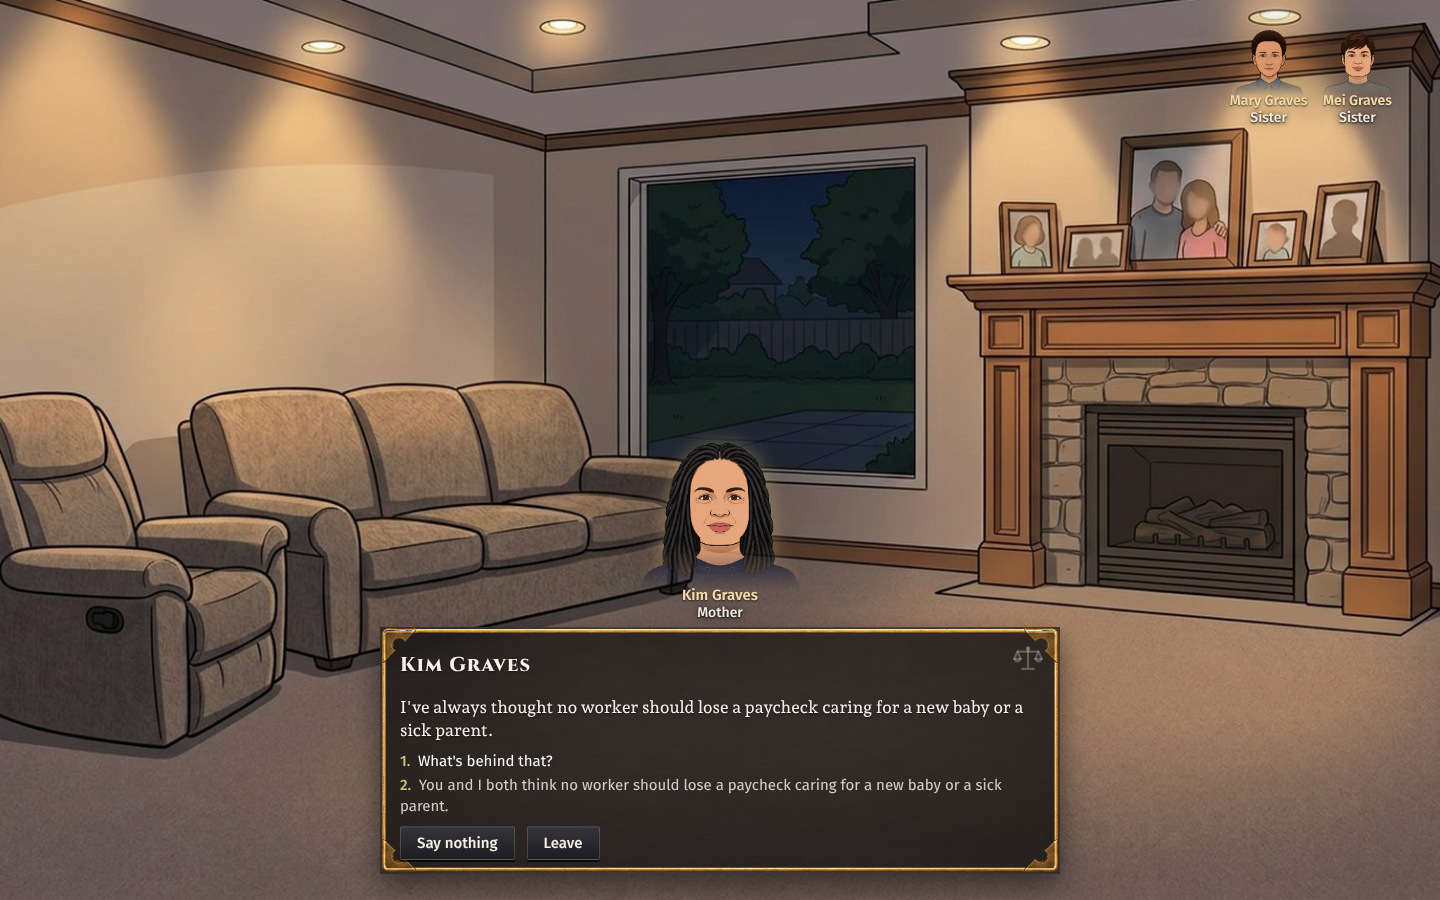 Mary Graves
Sister
Mei Graves
Sister
Kim Graves
Mother
Kim Graves
I've always thought no worker should lose a paycheck caring for a new baby or a
sick parent.
1. What's behind that?
2. You and I both think no worker should lose a paycheck caring for a new baby or a sick
parent.
Say nothing
Leave